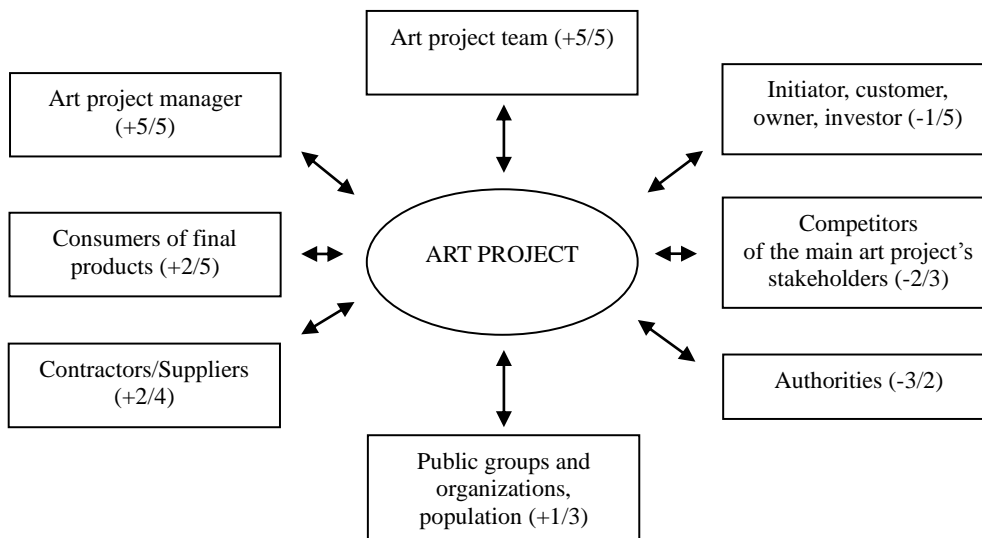 Art project team (+5/5)
Art project manager
(+5/5)
Initiator, customer,
owner, investor (-1/5)
Consumers of final
products (+2/5)
ART PROJECT
Competitors
of the main art project’s
stakeholders (-2/3)
Contractors/Suppliers
(+2/4)
Authorities (-3/2)
Public groups and
organizations,
population (+1/3)